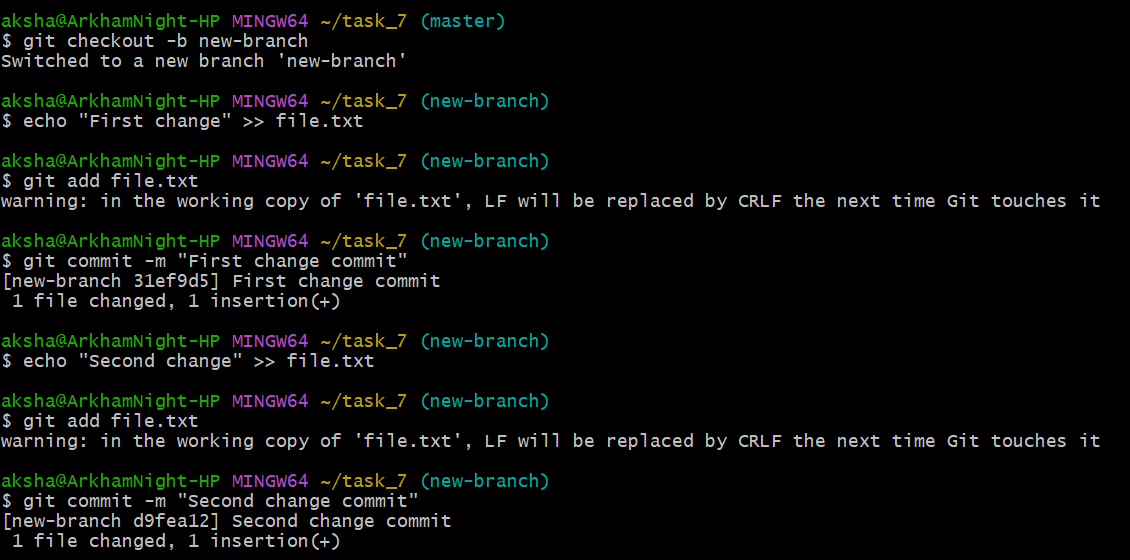 aksha@ArkhamNight-HP MINGW64 ~/task_7 (master)
$ git checkout -b new-branch
Switched to a new branch 'new-branch'
aksha@ArkhamNight-HP MINGW64 ~/task_7 (new-branch)
$ echo "First change" >> file.txt
aksha@ArkhamNight-HP MINGW64 ~/task_7 (new-branch)
$ git add file.txt
warning: in the working copy of 'file.txt', LF will be replaced by CRLF the next time Git touches it
aksha@ArkhamNight-HP MINGW64 ~/task_7 (new-branch)
$ git commit -m "First change commit"
[new-branch 31ef9d5] First change commit
 1 file changed, 1 insertion(+)
aksha@ArkhamNight-HP MINGW64 ~/task_7 (new-branch)
$ echo "Second change" >> file.txt
aksha@ArkhamNight-HP MINGW64 ~/task_7 (new-branch)
$ git add file.txt
warning: in the working copy of 'file.txt', LF will be replaced by CRLF the next time Git touches it
aksha@ArkhamNight-HP MINGW64 ~/task_7 (new-branch)
$ git commit -m "Second change commit"
[new-branch d9fea12] Second change commit
 1 file changed, 1 insertion(+)